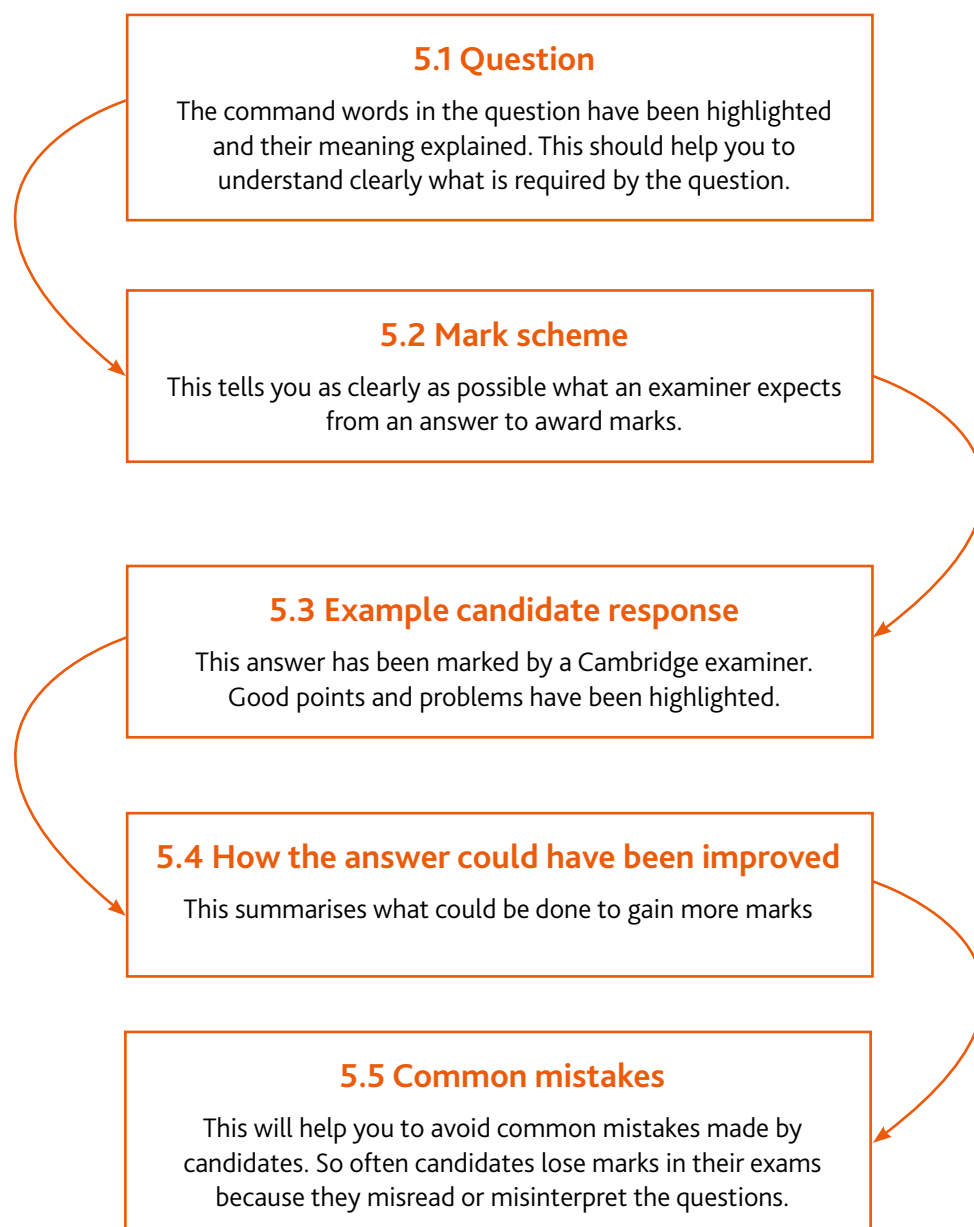 5.1 Question
The command words in the question have been highlighted
and their meaning explained. This should help you to
understand clearly what is required by the question.
5.2 Mark scheme
This tells you as clearly as possible what an examiner expects
from an answer to award marks.
5.3 Example candidate response
This answer has been marked by a Cambridge examiner.
Good points and problems have been highlighted.
5.4 How the answer could have been improved
This summarises what could be done to gain more marks
5.5 Common mistakes
This will help you to avoid common mistakes made by
candidates. So often candidates lose marks in their exams
because they misread or misinterpret the questions.